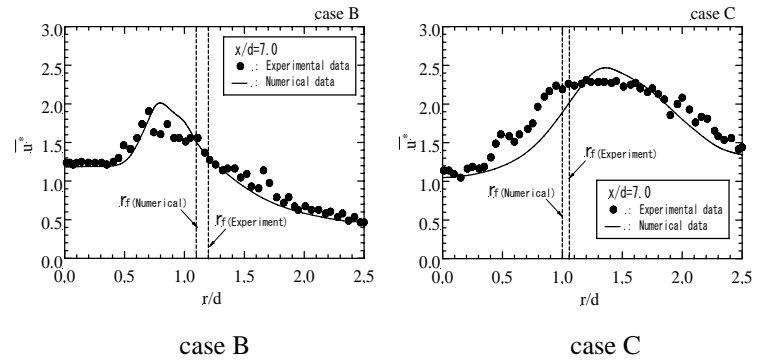 case B
3.0
2.5
2.0
1.5
1.0
0.5
0
u*
x/d=7.0
● .: Experimental data
— .: Numerical data
rf(Numerical)
rf(Experiment)
0.0 0.5 1.0 1.5 2.0 2.5
r/d
case B
case C
3.0
2.5
2.0
1.5
1.0
0.5
0.0
u*
rf(Experiment)
rf(Numerical)
x/d=7.0
● .: Experimental data
— .: Numerical data
0.0 0.5 1.0 1.5 2.0 2.5
r/d
case C